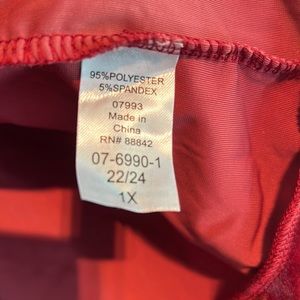 95%POLYESTER
5%SPANDEX
07993
Made in
China
RN# 88842
07-6990-1
22/24
1X